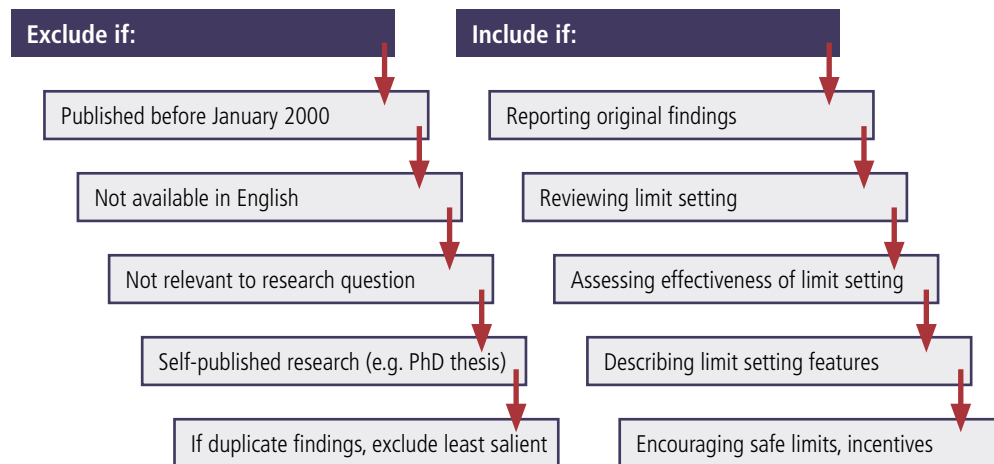 Exclude if:
Published before January 2000
Not available in English
Not relevant to research question
Self-published research (e.g. PhD thesis)
If duplicate findings, exclude least salient
Include if:
Reporting original findings
Reviewing limit setting
Assessing effectiveness of limit setting
Describing limit setting features
Encouraging safe limits, incentives